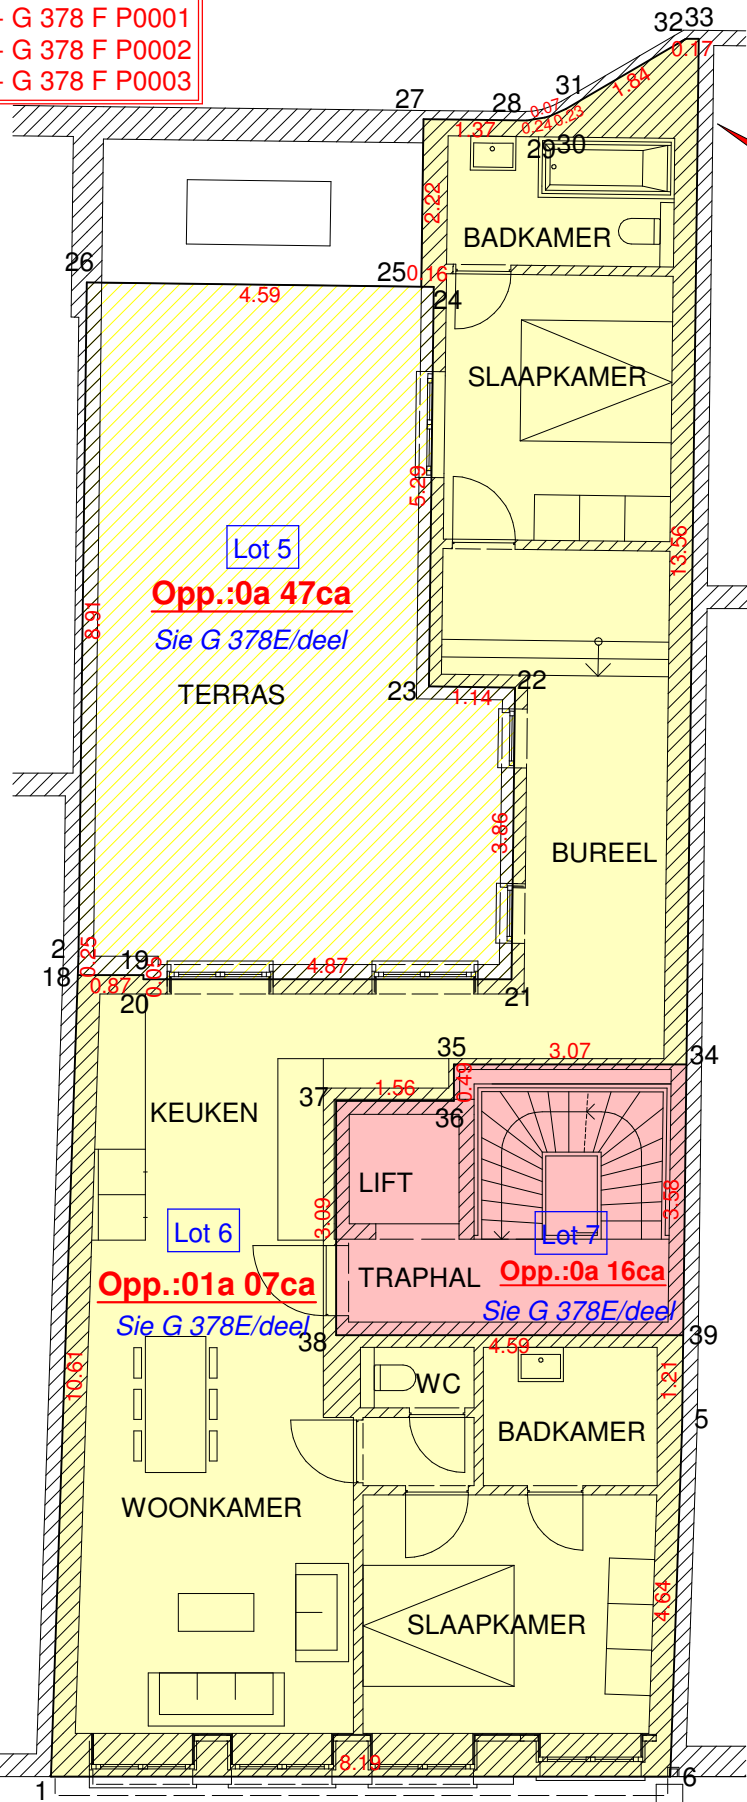 - G 378 F P0001
- G 378 F P0002
- G 378 F P0003
32
33
0.17
1.84
31
0.07
0.23
0.24
27
28
1.37
29
30
2.22
BADKAMER
26
25
0.16
24
4.59
SLAAPKAMER
5.29
13.56
Lot 5
Opp.:0a 47ca
Sie G 378E/deel
8.91
TERRAS
23
22
1.14
3.86
BUREEL
2
0.25
19
18
0.87
0.05
20
4.87
21
35
3.07
34
37
1.56
0.49
36
KEUKEN
LIFT
3.09
3.58
Lot 6
Lot 7
Opp.:01a 07ca
TRAPHAL
Opp.:0a 16ca
Sie G 378E/deel
Sie G 378E/deel
38
39
4.59
10.61
WC
1.21
5
BADKAMER
WOONKAMER
SLAAPKAMER
4.64
8.19
1
6